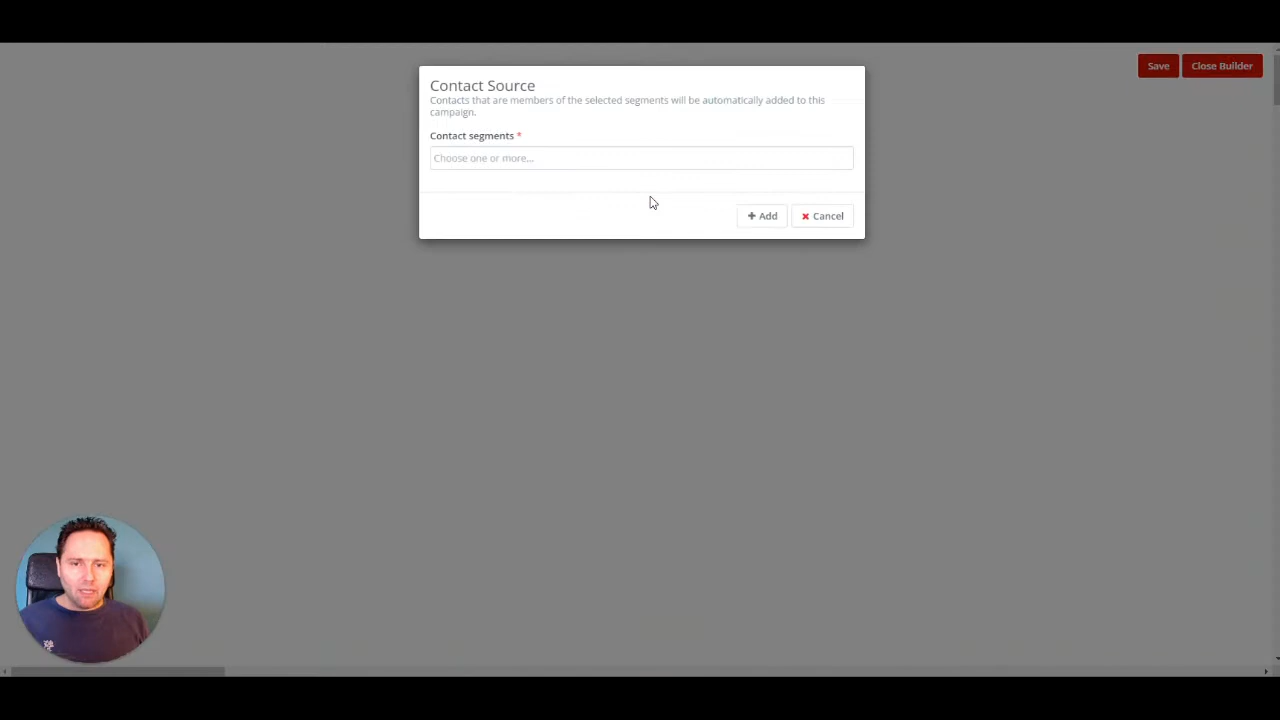 Save
Close Builder
Contact Source
Contacts that are members of the selected segments will be automatically added to this
campaign.
Contact segments *
Choose one or more...
Add
Cancel